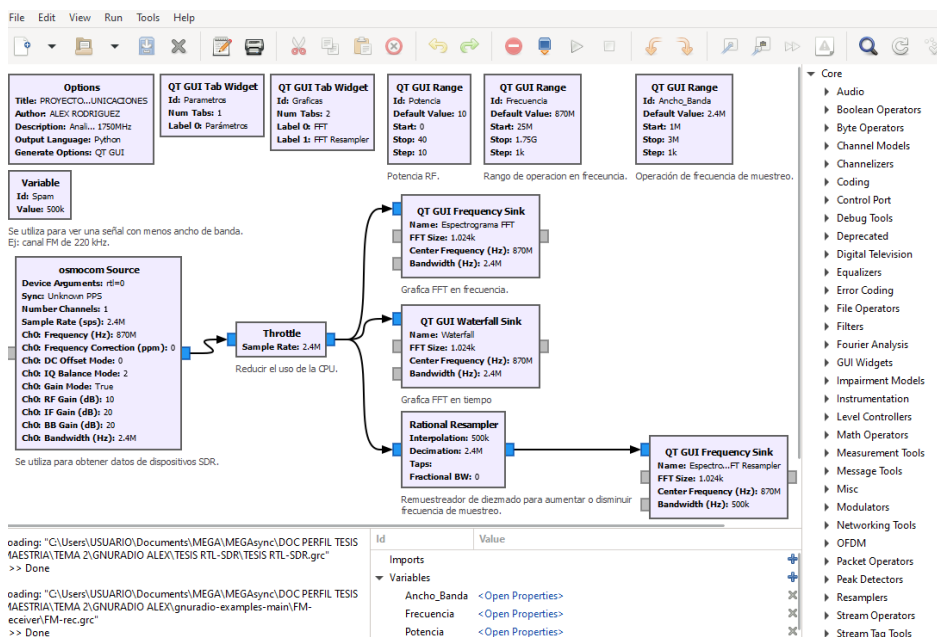 File Edit View Run Tools Help
Options
Title: PROYECTO...UNICACIONES
Author: ALEX RODRIGUEZ
Description: Anali... 1750MHz
Output Language: Python
Generate Options: QT GUI
QT GUI Tab Widget
Id: Parametros
Num Tabs: 1
Label 0: Parámetros
QT GUI Tab Widget
Id: Graficas
Num Tabs: 2
Label 0: FFT
Label 1: FFT Resampler
QT GUI Range
Id: Potencia
Default Value: 10
Start: 0
Stop: 40
Step: 10
Potencia RF.
QT GUI Range
Id: Frecuencia
Default Value: 870M
Start: 25M
Stop: 1.75G
Step: 1k
Rango de operacion en freceuncia.
QT GUI Range
Id: Ancho_Banda
Default Value: 2.4M
Start: 1M
Stop: 3M
Step: 1k
Operación de frecuencia de muestreo.
Variable
Id: Spam
Value: 500k
Se utiliza para ver una señal con menos ancho de banda.
Ej: canal FM de 220 kHz.
osmocom Source
Device Arguments: rtl=0
Sync: Unknown PPS
Number Channels: 1
Sample Rate (sps): 2.4M
Ch0: Frequency (Hz): 870M
Ch0: Frequency Correction (ppm): 0
Ch0: DC Offset Mode: 0
Ch0: IQ Balance Mode: 2
Ch0: Gain Mode: True
Ch0: RF Gain (dB): 10
Ch0: IF Gain (dB): 20
Ch0: BB Gain (dB): 20
Ch0: Bandwidth (Hz): 2.4M
Se utiliza para obtener datos de dispositivos SDR.
Throttle
Sample Rate: 2.4M
Reducir el uso de la CPU.
QT GUI Frequency Sink
Name: Espectrograma FFT
FFT Size: 1.024k
Center Frequency (Hz): 870M
Bandwidth (Hz): 2.4M
Grafica FFT en frecuencia.
QT GUI Waterfall Sink
Name: Waterfall
FFT Size: 1.024k
Center Frequency (Hz): 870M
Bandwidth (Hz): 2.4M
Grafica FFT en tiempo
Rational Resampler
Interpolation: 500k
Decimation: 2.4M
Taps:
Fractional BW: 0
Remuestreador de diezmado para aumentar o disminuir
frecuencia de muestreo.
QT GUI Frequency Sink
Name: Espectro...FT Resampler
FFT Size: 1.024k
Center Frequency (Hz): 870M
Bandwidth (Hz): 500k
Core
Audio
Boolean Operators
Byte Operators
Channel Models
Channelizers
Coding
Control Port
Debug Tools
Deprecated
Digital Television
Equalizers
Error Coding
File Operators
Filters
Fourier Analysis
GUI Widgets
Impairment Models
Instrumentation
Level Controllers
Math Operators
Measurement Tools
Message Tools
Misc
Modulators
Networking Tools
OFDM
Packet Operators
Peak Detectors
Resamplers
Stream Operators
Stream Tag Tools
oading: "C:\Users\USUARIO\Documents\MEGA\MEGAsync\DOC PERFIL TESIS
MAESTRIA\TEMA 2\GNURADIO ALEX\TESIS RTL-SDR\TESIS RTL-SDR.grc"
>> Done
oading: "C:\Users\USUARIO\Documents\MEGA\MEGAsync\DOC PERFIL TESIS
MAESTRIA\TEMA 2\GNURADIO ALEX\gnuradio-examples-main\FM-
eceiver\FM-rec.grc"
>> Done
Id Value
Imports
Variables
Ancho_Banda <Open Properties>
Frecuencia <Open Properties>
Potencia <Open Properties>